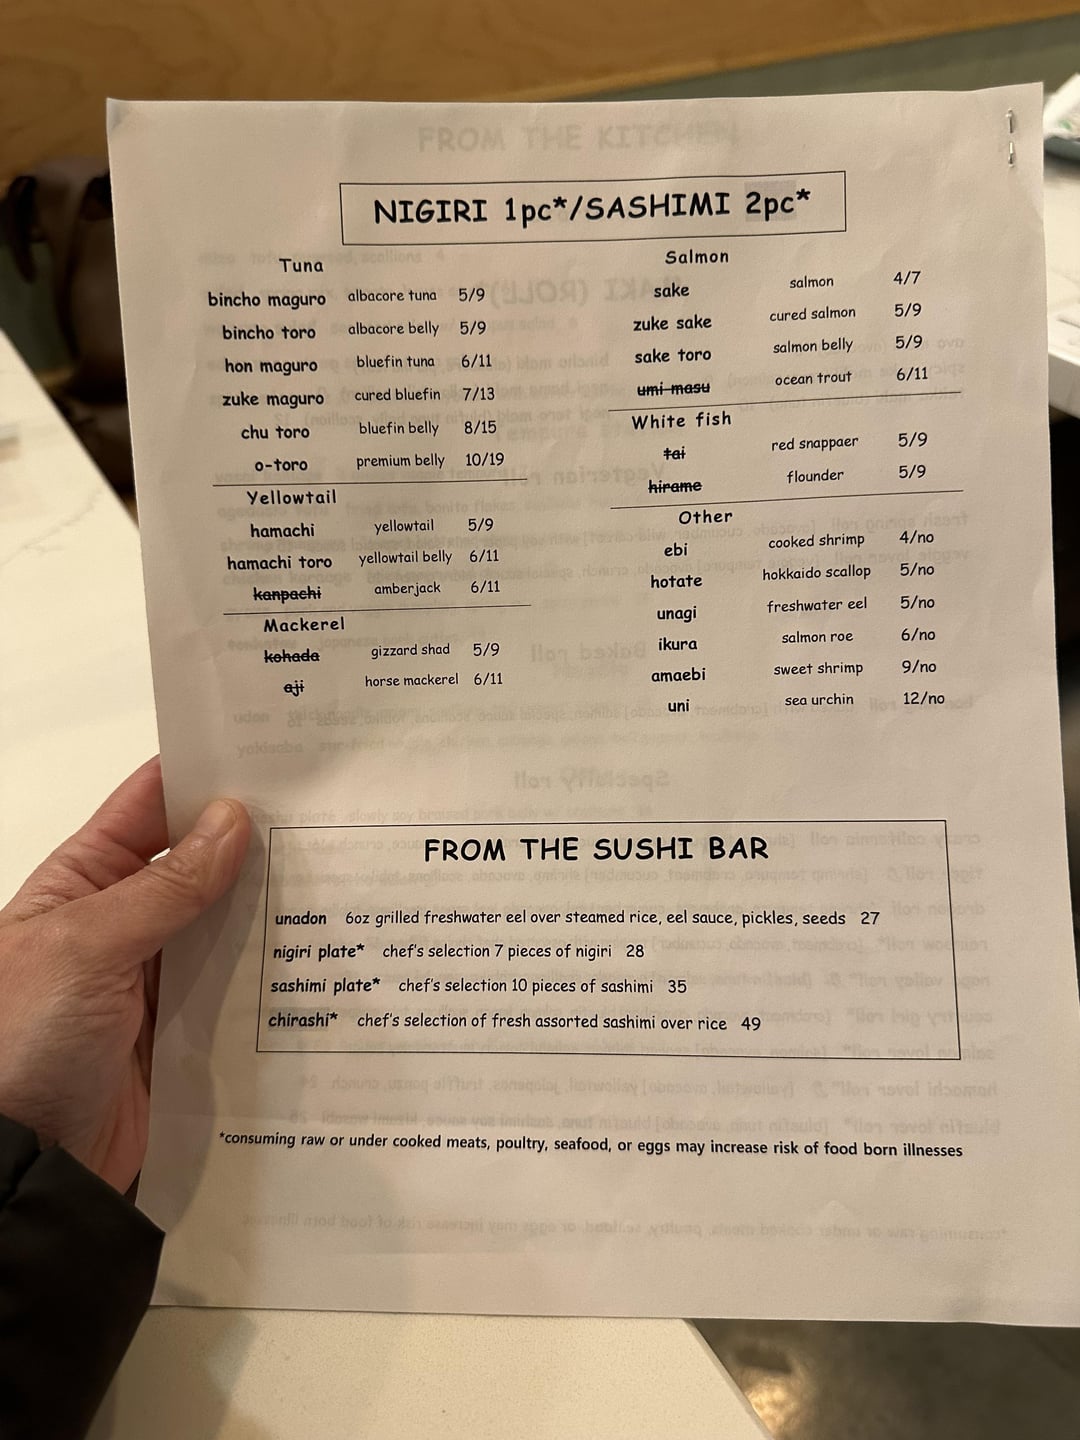 NIGIRI 1pc*/SASHIMI 2pc*
Tuna
bincho maguro albacore tuna 5/9
bincho toro albacore belly 5/9
hon maguro bluefin tuna 6/11
zuke maguro cured bluefin 7/13
chu toro bluefin belly 8/15
o-toro premium belly 10/19
Yellowtail
hamachi yellowtail 5/9
hamachi toro yellowtail belly 6/11
kanpachi amberjack 6/11
Mackerel
kohada gizzard shad 5/9
aji horse mackerel 6/11
Salmon
sake salmon 4/7
zuke sake cured salmon 5/9
sake toro salmon belly 5/9
umi masu ocean trout 6/11
White fish
tai red snappaer 5/9
hirame flounder 5/9
Other
ebi cooked shrimp 4/no
hotate hokkaido scallop 5/no
unagi freshwater eel 5/no
ikura salmon roe 6/no
amaebi sweet shrimp 9/no
uni sea urchin 12/no
FROM THE SUSHI BAR
unadon 6oz grilled freshwater eel over steamed rice, eel sauce, pickles, seeds 27
nigiri plate* chef's selection 7 pieces of nigiri 28
sashimi plate* chef's selection 10 pieces of sashimi 35
chirashi* chef's selection of fresh assorted sashimi over rice 49
*consuming raw or under cooked meats, poultry, seafood, or eggs may increase risk of food born illnesses